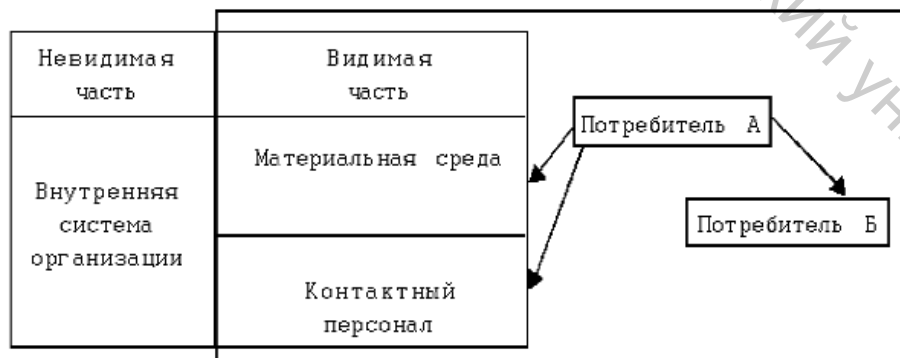 Невидимая
часть
Видимая
часть
Внутренняя
система
организации
Материальная среда
Контактный
персонал
Потребитель А
Потребитель Б